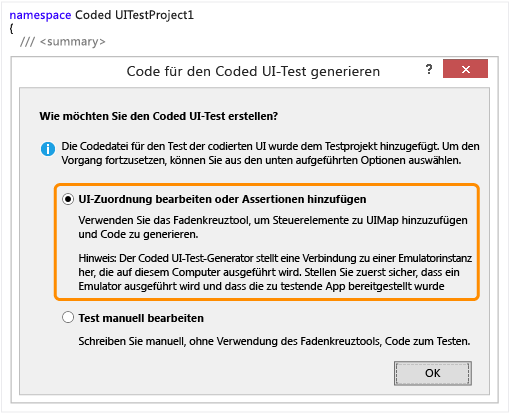 namespace Coded UITestProject1
{
/// <summary>
Code für den Coded UI-Test generieren
?
Wie möchten Sie den Coded UI-Test erstellen?
Die Codedatei für den Test der codierten UI wurde dem Testprojekt hinzugefügt. Um den
Vorgang fortzusetzen, können Sie aus den unten aufgeführten Optionen auswählen.
UI-Zuordnung bearbeiten oder Assertionen hinzufügen
Verwenden Sie das Fadenkreuztool, um Steuerelemente zu UIMap hinzuzufügen
und Code zu generieren.
Hinweis: Der Coded UI-Test-Generator stellt eine Verbindung zu einer Emulatorinstanz
her, die auf diesem Computer ausgeführt wird. Stellen Sie zuerst sicher, dass ein
Emulator ausgeführt wird und dass die zu testende App bereitgestellt wurde
Test manuell bearbeiten
Schreiben Sie manuell, ohne Verwendung des Fadenkreuztools, Code zum Testen.
OK